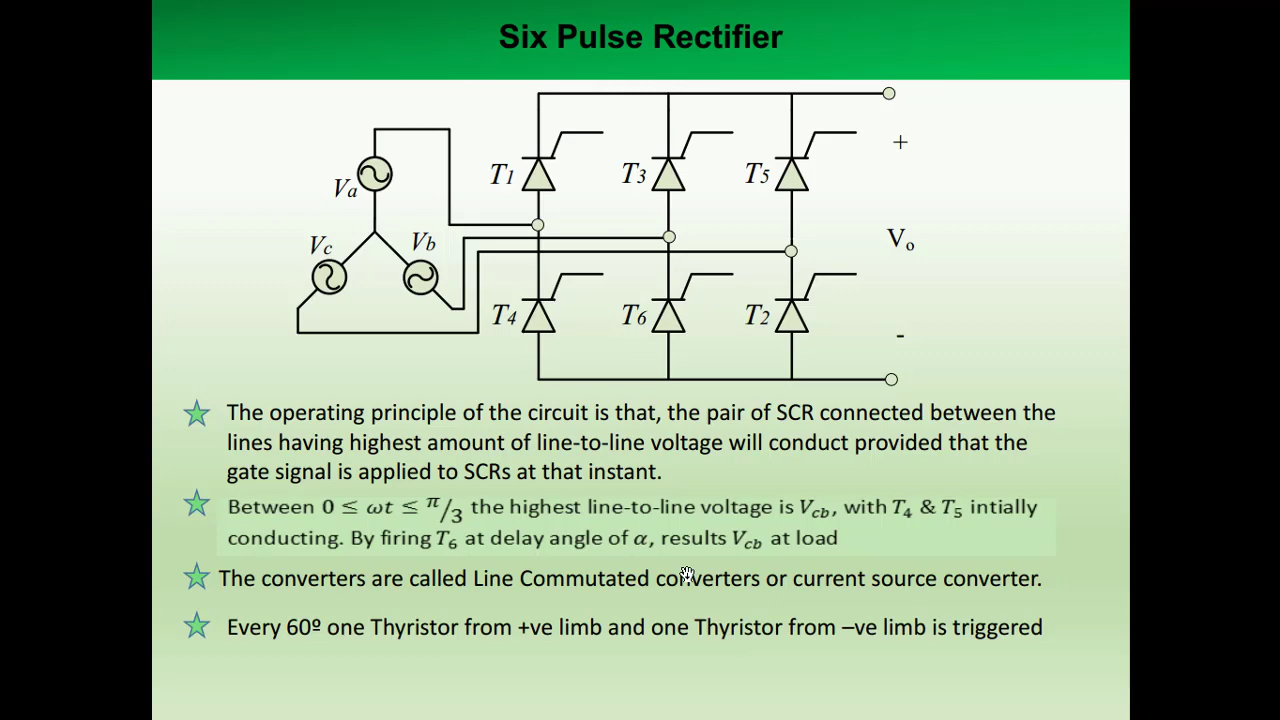 Six Pulse Rectifier
T1
T3
T5
+
Va
Vc
Vb
Vo
T4
T6
T2
-
The operating principle of the circuit is that, the pair of SCR connected between the
lines having highest amount of line-to-line voltage will conduct provided that the
gate signal is applied to SCRs at that instant.
Between 0 ≤ ωt ≤ π/3 the highest line-to-line voltage is Vcb, with T4 & T5 intially
conducting. By firing T6 at delay angle of α, results Vcb at load
The converters are called Line Commutated converters or current source converter.
Every 60º one Thyristor from +ve limb and one Thyristor from –ve limb is triggered